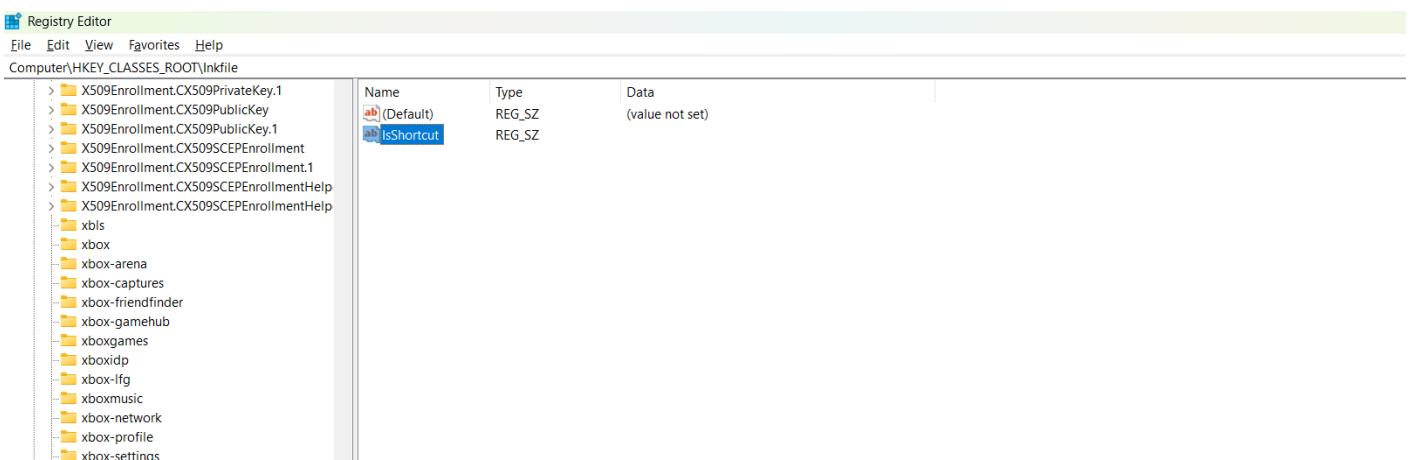 Registry Editor
File Edit View Favorites Help
Computer\HKEY_CLASSES_ROOT\Inkfile
X509Enrollment.CX509PrivateKey.1
X509Enrollment.CX509PublicKey
X509Enrollment.CX509PublicKey.1
X509Enrollment.CX509SCEPEnrollment
X509Enrollment.CX509SCEPEnrollment.1
X509Enrollment.CX509SCEPEnrollmentHelp
X509Enrollment.CX509SCEPEnrollmentHelp
xbls
xbox
xbox-arena
xbox-captures
xbox-friendfinder
xbox-gamehub
xboxgames
xboxidp
xbox-lfg
xboxmusic
xbox-network
xbox-profile
xbox-settings
Name Type Data
ab (Default) REG_SZ (value not set)
ab IsShortcut REG_SZ